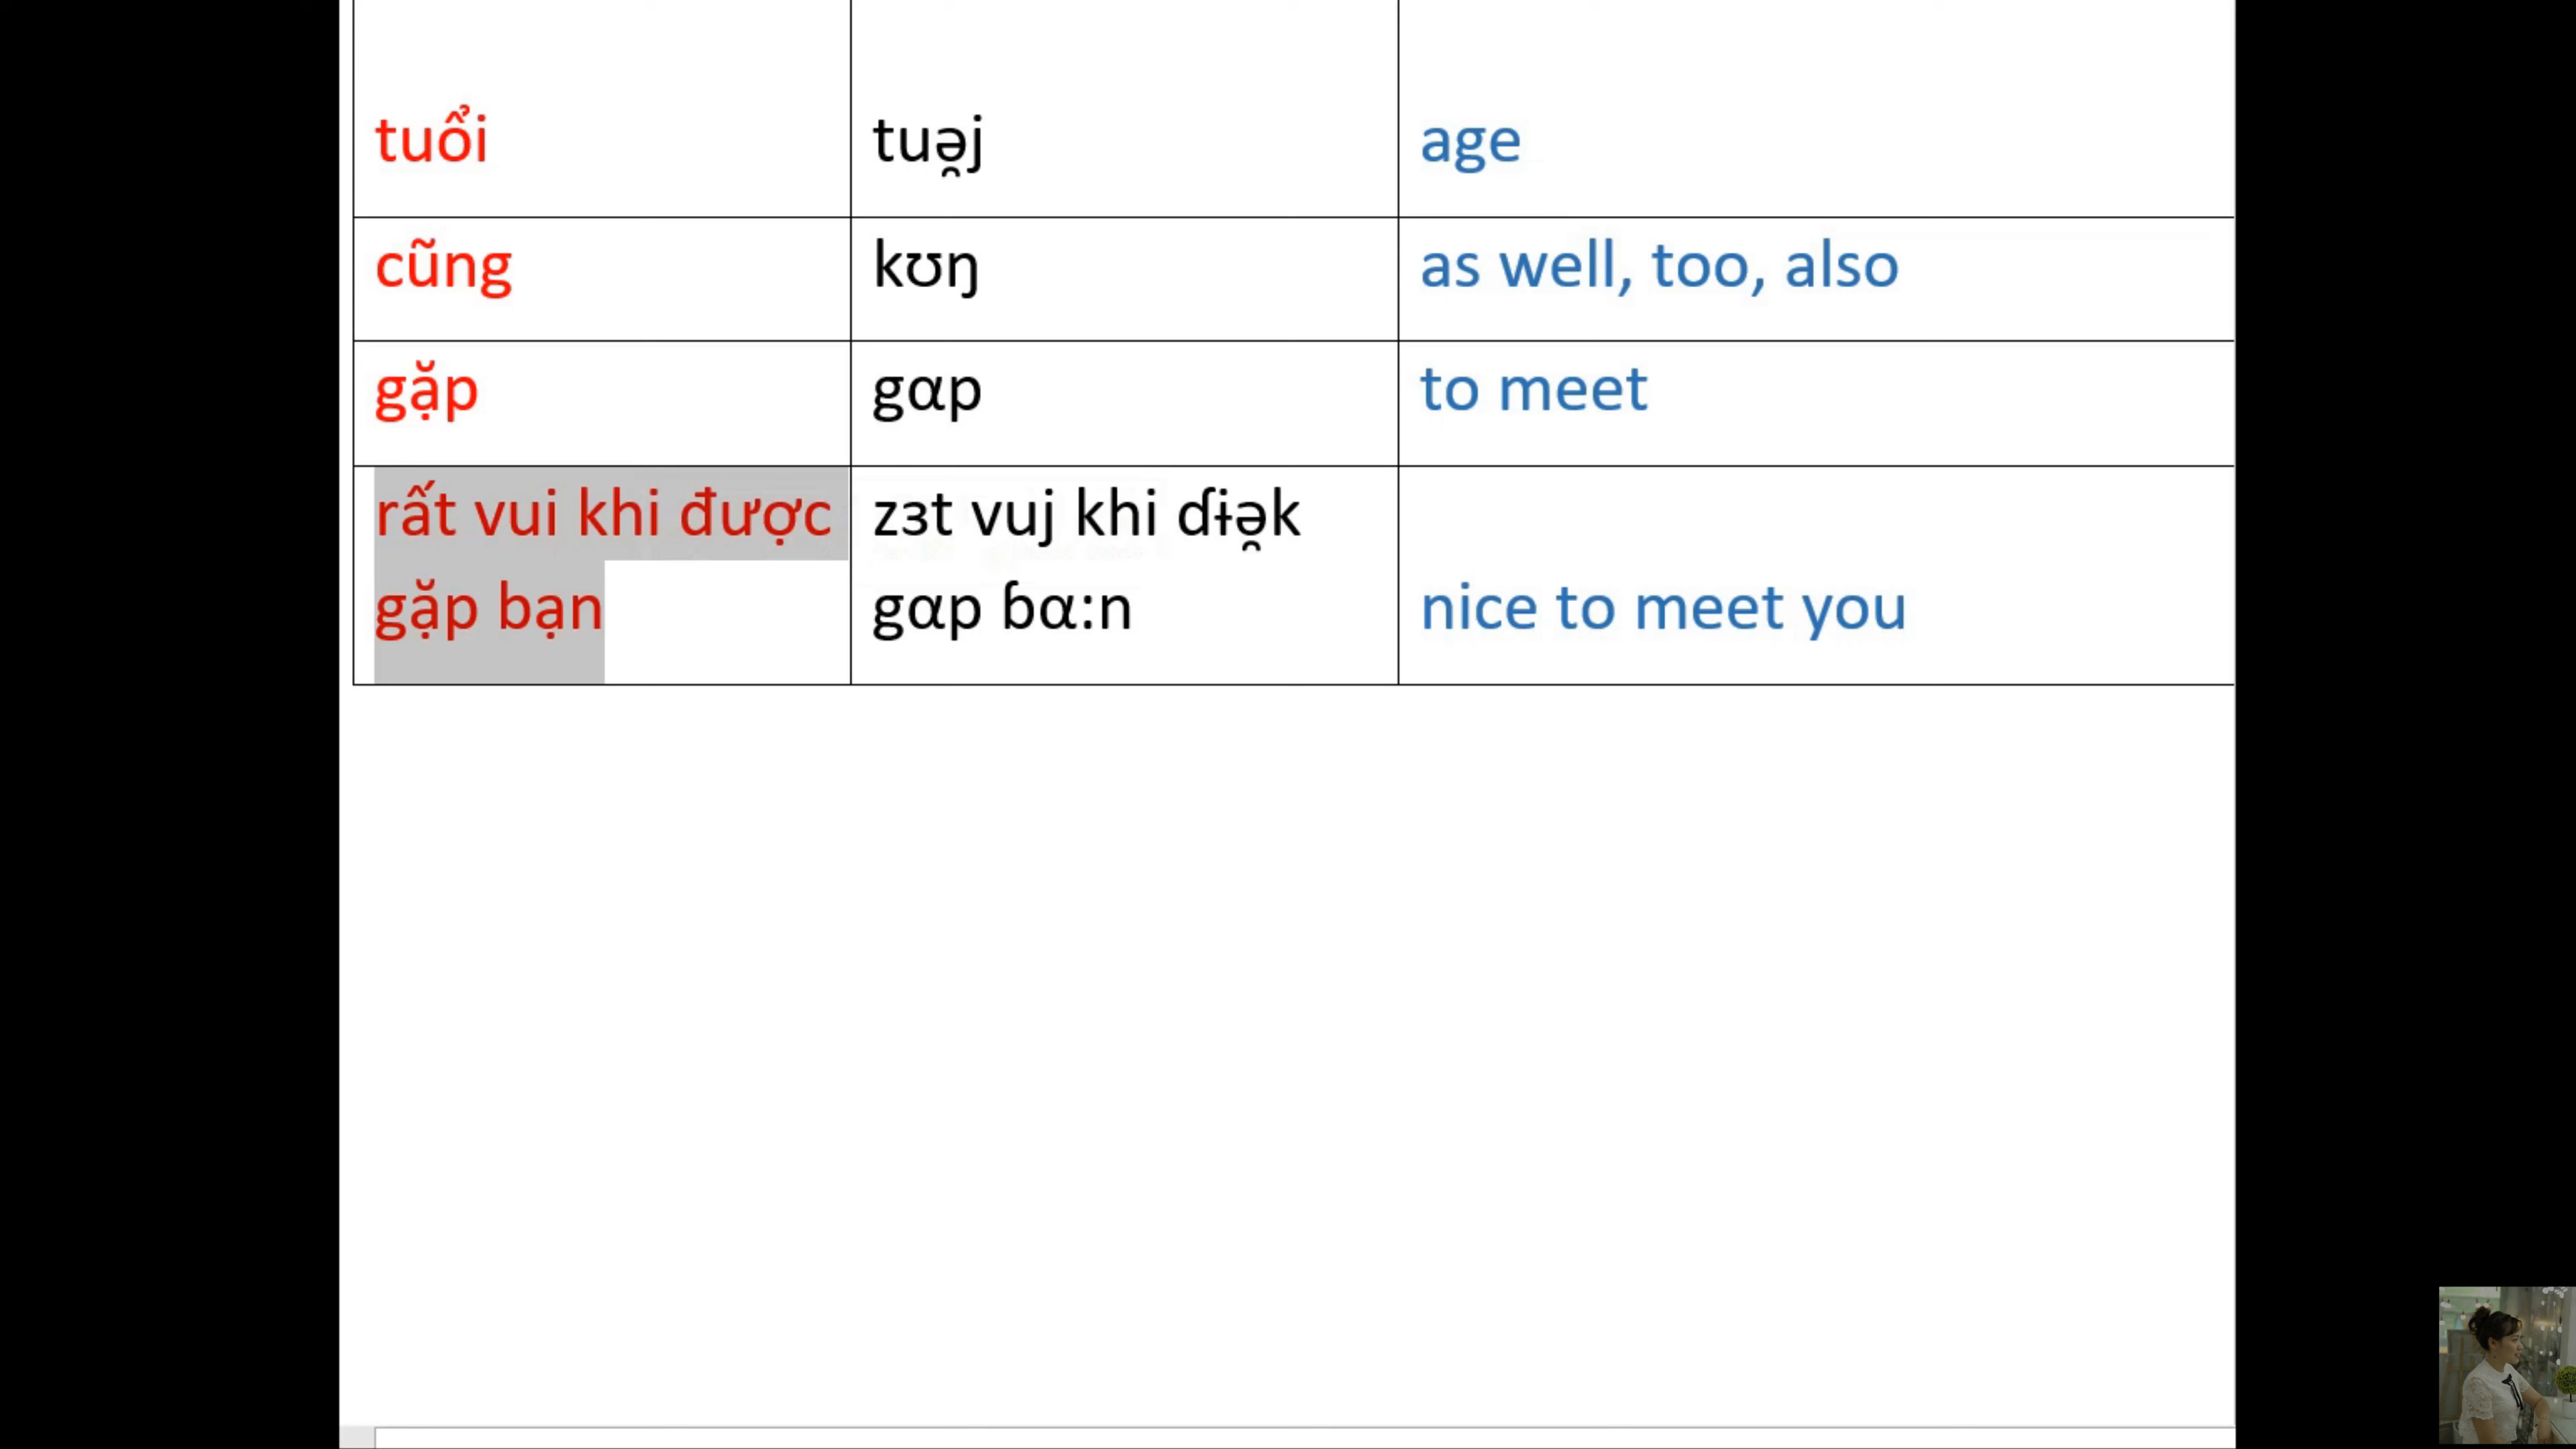 tuổi tuə̯j age
cũng kʊŋ as well, too, also
gặp gɑp to meet
rất vui khi được zɜt vuj khi ɗɨə̯k
gặp bạn gɑp ɓɑ:n nice to meet you